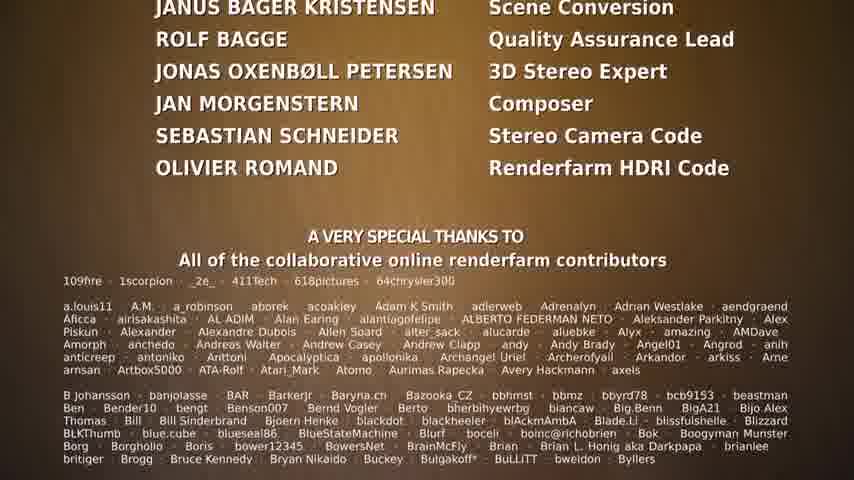 JANUS BAGER KRISTENSEN Scene Conversion
ROLF BAGGE Quality Assurance Lead
JONAS OXENBØLL PETERSEN 3D Stereo Expert
JAN MORGENSTERN Composer
SEBASTIAN SCHNEIDER Stereo Camera Code
OLIVIER ROMAND Renderfarm HDRI Code
A VERY SPECIAL THANKS TO
All of the collaborative online renderfarm contributors
109fire · 1scorpion · _2e_ · 411Tech · 618pictures · 64chrysler300
a.louis11 · A.M. · a_robinson · aborek · acoakley · Adam K Smith · adlerweb · Adrenalyn · Adrian Westlake · aendgraend
Aficca · airisakashita · AL ADIM · Alan Earing · alantiagofelipe · ALBERTO FEDERMAN NETO · Aleksander Parkitny · Alex
Piskun · Alexander · Alexandre Dubois · Allen Soard · alter_sack · alucarde · aluebke · Alyx · amazing · AMDave
Amorph · anchedo · Andreas Walter · Andrew Casey · Andrew Clapp · andy · Andy Brady · Angel01 · Angrod · anih
anticreep · antoniko · Anttoni · Apocalyptica · apollonika · Archangel Uriel · Archerofyail · Arkandor · arkiss · Arne
arnsan · Artbox5000 · ATA-Rolf · Atari_Mark · Atomo · Aurimas Rapecka · Avery Hackmann · axels
B Johansson · banjolasse · BAR · BarkerJr · Baryna.cn · Bazooka_CZ · bbhmst · bbmz · bbyrd78 · bcb9153 · beastman
Ben · Bender10 · bengt · Benson007 · Bernd Vogler · Berto · bherbihyewrbg · biancaw · Big.Benn · BigA21 · Bijo Alex
Thomas · Bill · Bill Sinderbrand · Bjoern Henke · blackdot · blackheeler · blAckmAmbA · Blade.Li · blissfulshelle · Blizzard
BLKThumb · blue.cube · blueseal86 · BlueStateMachine · Blurf · boceli · boinc@richobrien · Bok · Boogyman Munster
Borg · Borgholio · Boris · bower12345 · BowersNet · BrainMcFly · Brian · Brian L. Honig aka Darkpapa · brianlee
britiger · Brogg · Bruce Kennedy · Bryan Nikaido · Buckey · Bulgakoff* · BuLLiTT · bweldon · Byllers